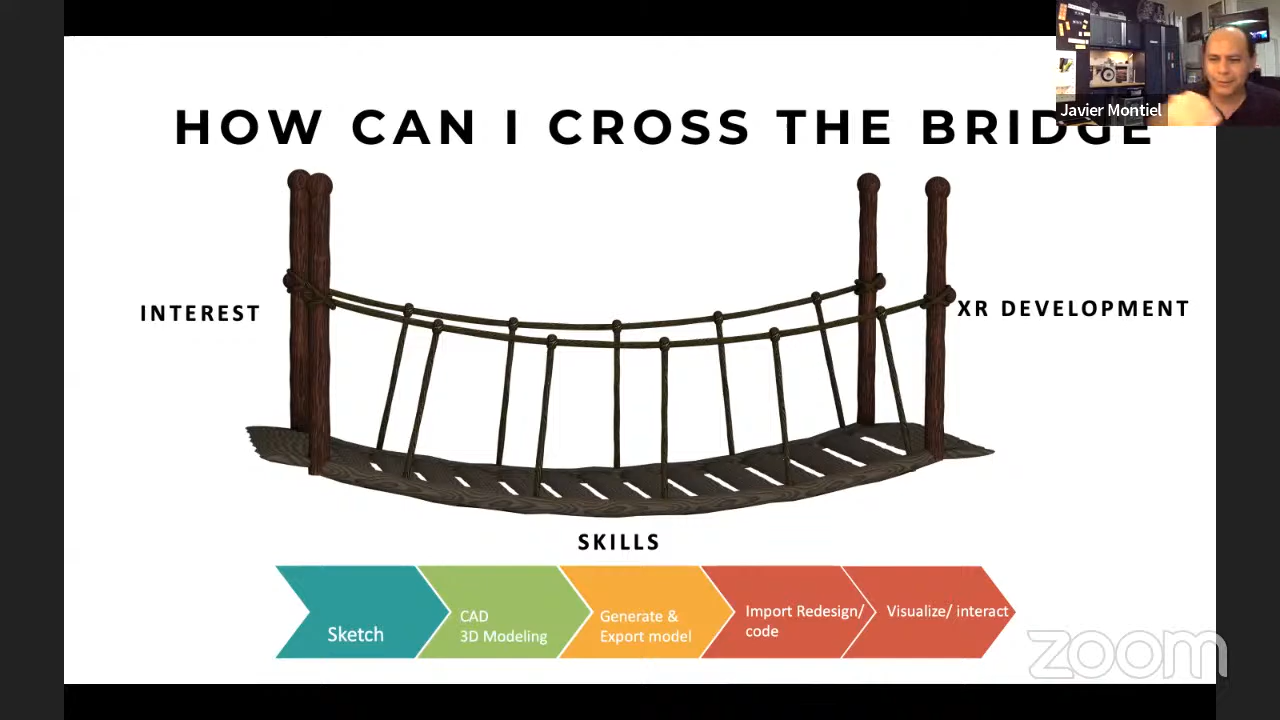 HOW CAN I CROSS THE BRIDGE
Javier Montiel
INTEREST
XR DEVELOPMENT
SKILLS
Sketch
CAD
3D Modeling
Generate &
Export model
Import Redesign/
code
Visualize/ interact
zoom